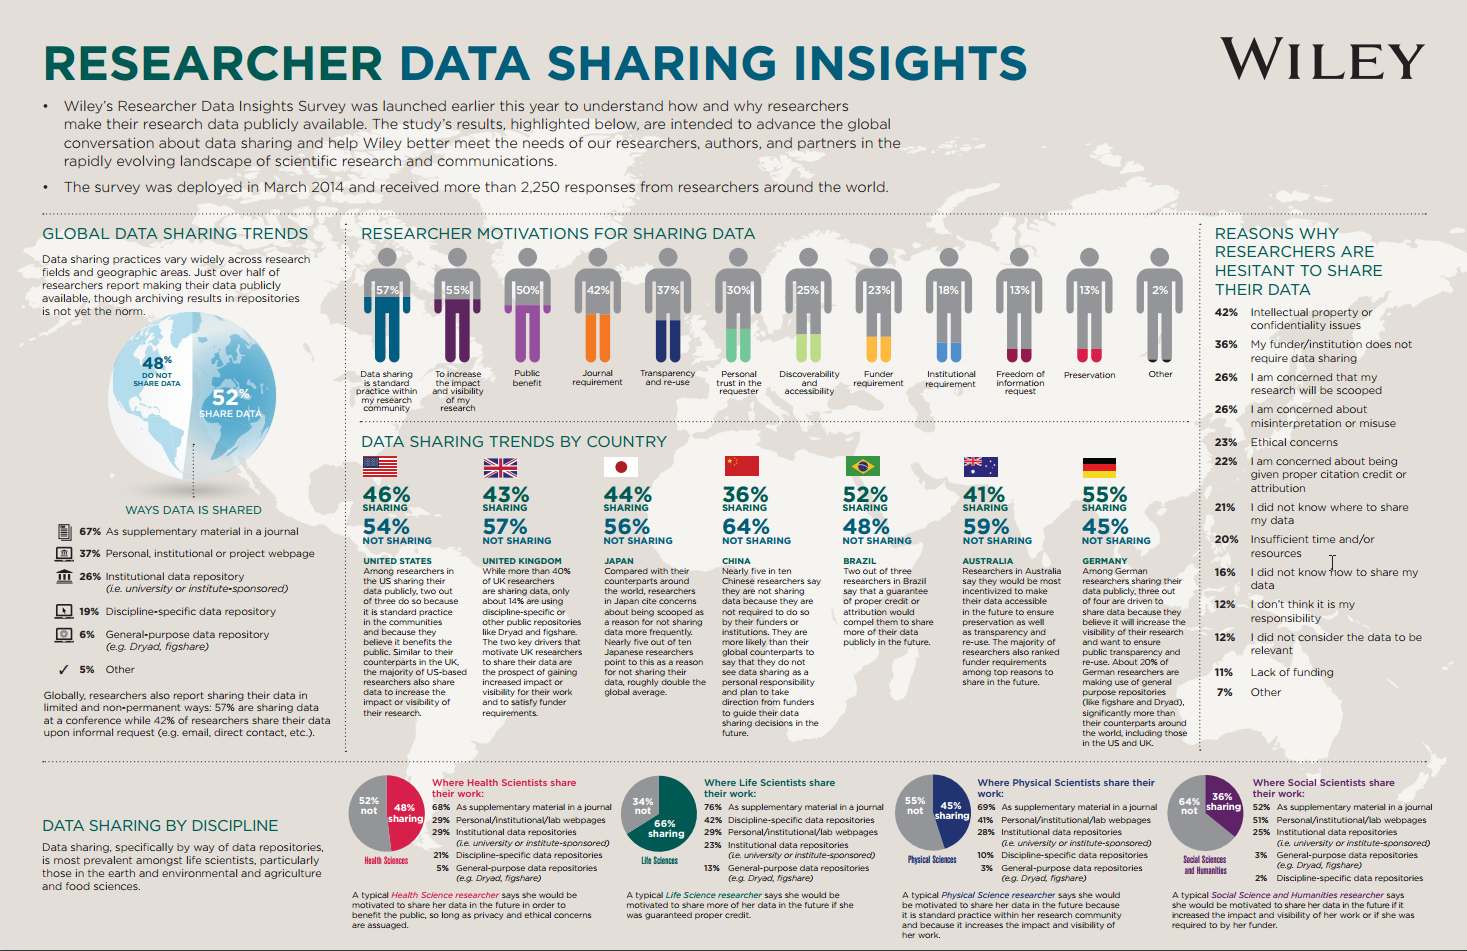 RESEARCHER DATA SHARING INSIGHTS
WILEY
• Wiley's Researcher Data Insights Survey was launched earlier this year to understand how and why researchers
make their research data publicly available. The study's results, highlighted below, are intended to advance the global
conversation about data sharing and help Wiley better meet the needs of our researchers, authors, and partners in the
rapidly evolving landscape of scientific research and communications.
• The survey was deployed in March 2014 and received more than 2,250 responses from researchers around the world.
GLOBAL DATA SHARING TRENDS
Data sharing practices vary widely across research
fields and geographic areas. Just over half of
researchers report making their data publicly
available, though archiving results in repositories
is not yet the norm.
48%
DO NOT
SHARE DATA
52%
SHARE DATA
WAYS DATA IS SHARED
67% As supplementary material in a journal
37% Personal, institutional or project webpage
26% Institutional data repository
(i.e. university or institute-sponsored)
19% Discipline-specific data repository
6% General-purpose data repository
(e.g. Dryad, figshare)
✓ 5% Other
Globally, researchers also report sharing their data in
limited and non-permanent ways: 57% are sharing data
at a conference while 42% of researchers share their data
upon informal request (e.g. email, direct contact, etc.).
RESEARCHER MOTIVATIONS FOR SHARING DATA
57%
Data sharing
is standard
practice within
my research
community
55%
To increase
the impact
and visibility
of my
research
50%
Public
benefit
42%
Journal
requirement
37%
Transparency
and re-use
30%
Personal
trust in the
requester
25%
Discoverability
and
accessibility
23%
Funder
requirement
18%
Institutional
requirement
13%
Freedom of
information
request
13%
Preservation
2%
Other
DATA SHARING TRENDS BY COUNTRY
46%
SHARING
54%
NOT SHARING
UNITED STATES
Among researchers in
the US sharing their
data publicly, two out
of three do so because
it is standard practice
in the communities
and because they
believe it benefits the
public. Similar to their
counterparts in the UK,
the majority of US-based
researchers also share
data to increase the
impact or visibility of
their research.
43%
SHARING
57%
NOT SHARING
UNITED KINGDOM
While more than 40%
of UK researchers
are sharing data, only
about 14% are using
discipline-specific or
other public repositories
like Dryad and figshare.
The two key drivers that
motivate UK researchers
to share their data are
the prospect of gaining
increased impact or
visibility for their work
and to satisfy funder
requirements.
44%
SHARING
56%
NOT SHARING
JAPAN
Compared with their
counterparts around
the world, researchers
in Japan cite concerns
about being scooped as
a reason for not sharing
data more frequently.
Nearly five out of ten
Japanese researchers
point to this as a reason
for not sharing their
data, roughly double the
global average.
36%
SHARING
64%
NOT SHARING
CHINA
Nearly five in ten
Chinese researchers say
they are not sharing
data because they are
not required to do so
by their funders or
institutions. They are
more likely than their
global counterparts to
say that they do not
see data sharing as a
personal responsibility
and plan to take
direction from funders
to guide their data
sharing decisions in the
future.
52%
SHARING
48%
NOT SHARING
BRAZIL
Two out of three
researchers in Brazil
say that a guarantee
of proper credit or
attribution would
compel them to share
more of their data
publicly in the future.
41%
SHARING
59%
NOT SHARING
AUSTRALIA
Researchers in Australia
say they would be most
incentivized to make
their data accessible
in the future to ensure
preservation as well
as transparency and
re-use. The majority of
researchers also ranked
funder requirements
among top reasons to
share in the future.
55%
SHARING
45%
NOT SHARING
GERMANY
Among German
researchers sharing their
data publicly, three out
of four are driven to
share data because they
believe it will increase the
visibility of their research
and want to ensure
public transparency and
re-use. About 20% of
German researchers are
making use of general
purpose repositories
(like figshare and Dryad),
significantly more than
their counterparts around
the world, including those
in the US and UK.
REASONS WHY
RESEARCHERS ARE
HESITANT TO SHARE
THEIR DATA
42% Intellectual property or
confidentiality issues
36% My funder/institution does not
require data sharing
26% I am concerned that my
research will be scooped
26% I am concerned about
misinterpretation or misuse
23% Ethical concerns
22% I am concerned about being
given proper citation credit or
attribution
21% I did not know where to share
my data
20% Insufficient time and/or
resources
16% I did not know how to share my
data
12% I don't think it is my
responsibility
12% I did not consider the data to be
relevant
11% Lack of funding
7% Other
DATA SHARING BY DISCIPLINE
Data sharing, specifically by way of data repositories,
is most prevalent amongst life scientists, particularly
those in the earth and environmental and agriculture
and food sciences.
52%
not
48%
sharing
Health Sciences
Where Health Scientists share
their work:
68% As supplementary material in a journal
29% Personal/institutional/lab webpages
29% Institutional data repositories
(i.e. university or institute-sponsored)
21% Discipline-specific data repositories
5% General-purpose data repositories
(e.g. Dryad, figshare)
A typical Health Science researcher says she would be
motivated to share her data in the future in order to
benefit the public, so long as privacy and ethical concerns
are assuaged.
34%
not
66%
sharing
Life Sciences
Where Life Scientists share
their work:
76% As supplementary material in a journal
42% Discipline-specific data repositories
29% Personal/institutional/lab webpages
23% Institutional data repositories
(i.e. university or institute-sponsored)
13% General-purpose data repositories
(e.g. Dryad, figshare)
A typical Life Science researcher says she would be
motivated to share more of her data in the future if she
was guaranteed proper credit.
55%
not
45%
sharing
Physical Sciences
Where Physical Scientists share their
work:
69% As supplementary material in a journal
41% Personal/institutional/lab webpages
28% Institutional data repositories
(i.e. university or institute-sponsored)
10% Discipline-specific data repositories
3% General-purpose data repositories
(e.g. Dryad, figshare)
A typical Physical Science researcher says she would
be motivated to share her data in the future because
it is standard practice within her research community
and because it increases the impact and visibility of
her work.
64%
not
36%
sharing
Social Sciences
and Humanities
Where Social Scientists share
their work:
52% As supplementary material in a journal
51% Personal/institutional/lab webpages
25% Institutional data repositories
(i.e. university or institute-sponsored)
3% General-purpose data repositories
(e.g. Dryad, figshare)
2% Discipline-specific data repositories
A typical Social Science and Humanities researcher says
she would be motivated to share her data in the future if it
increased the impact and visibility of her work or if she was
required to by her funder.